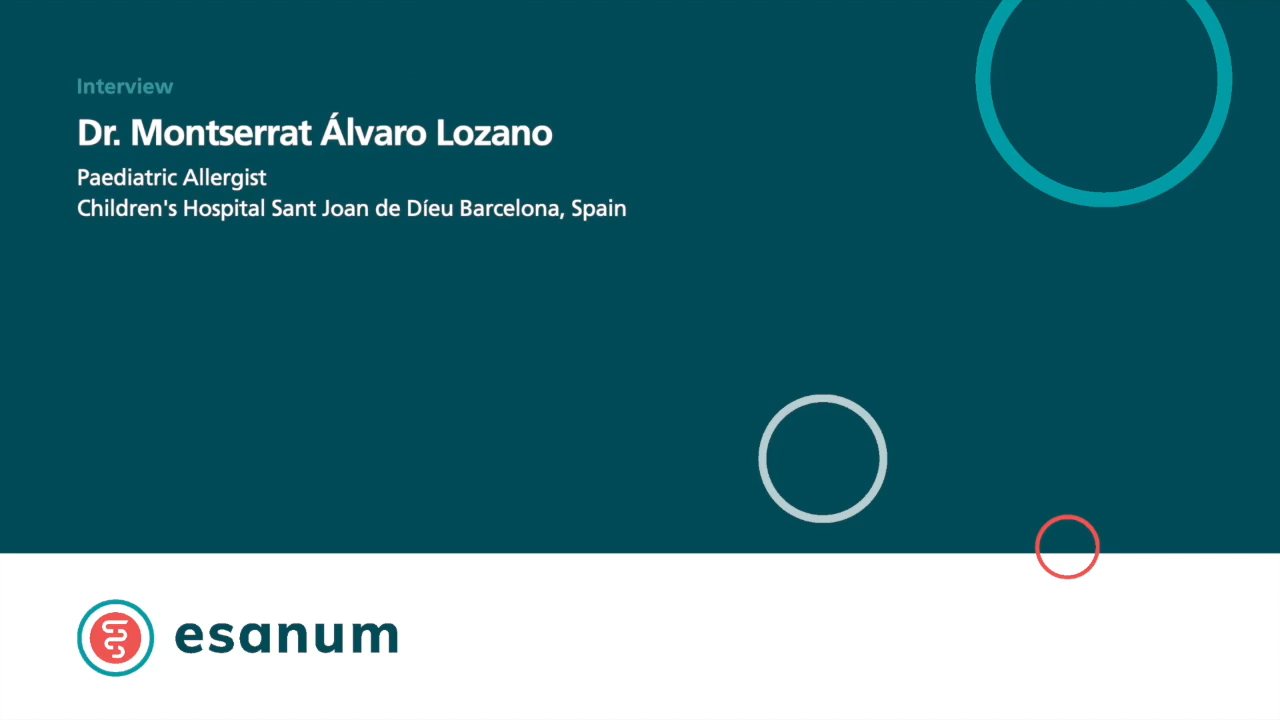 Interview
Dr. Montserrat Álvaro Lozano
Paediatric Allergist
Children's Hospital Sant Joan de Díeu Barcelona, Spain
esanum